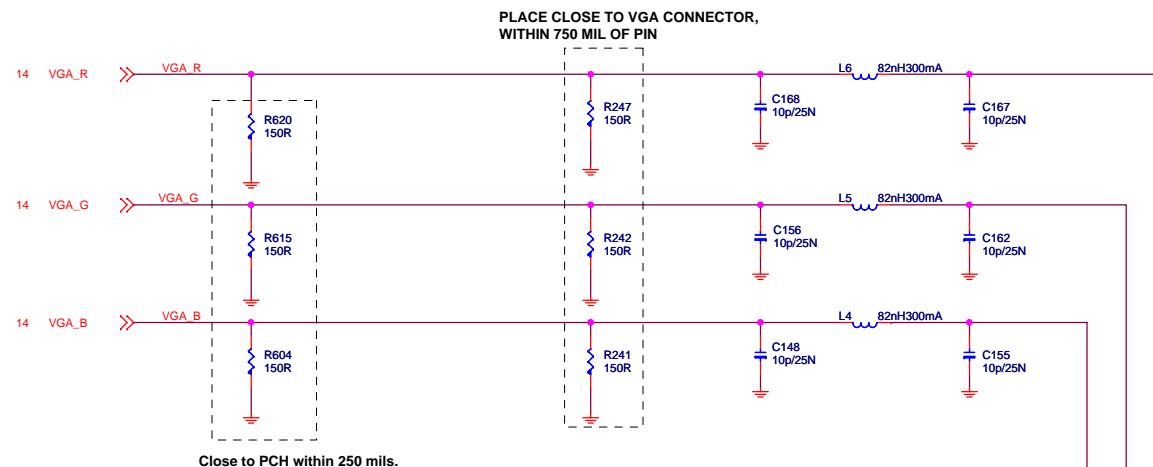 PLACE CLOSE TO VGA CONNECTOR,
WITHIN 750 MIL OF PIN
14 VGA_R VGA_R
L6 82nH300mA
R620
150R
R247
150R
C168
10p/25N
C167
10p/25N
14 VGA_G VGA_G
L5 82nH300mA
R615
150R
R242
150R
C156
10p/25N
C162
10p/25N
14 VGA_B VGA_B
L4 82nH300mA
R604
150R
R241
150R
C148
10p/25N
C155
10p/25N
Close to PCH within 250 mils.